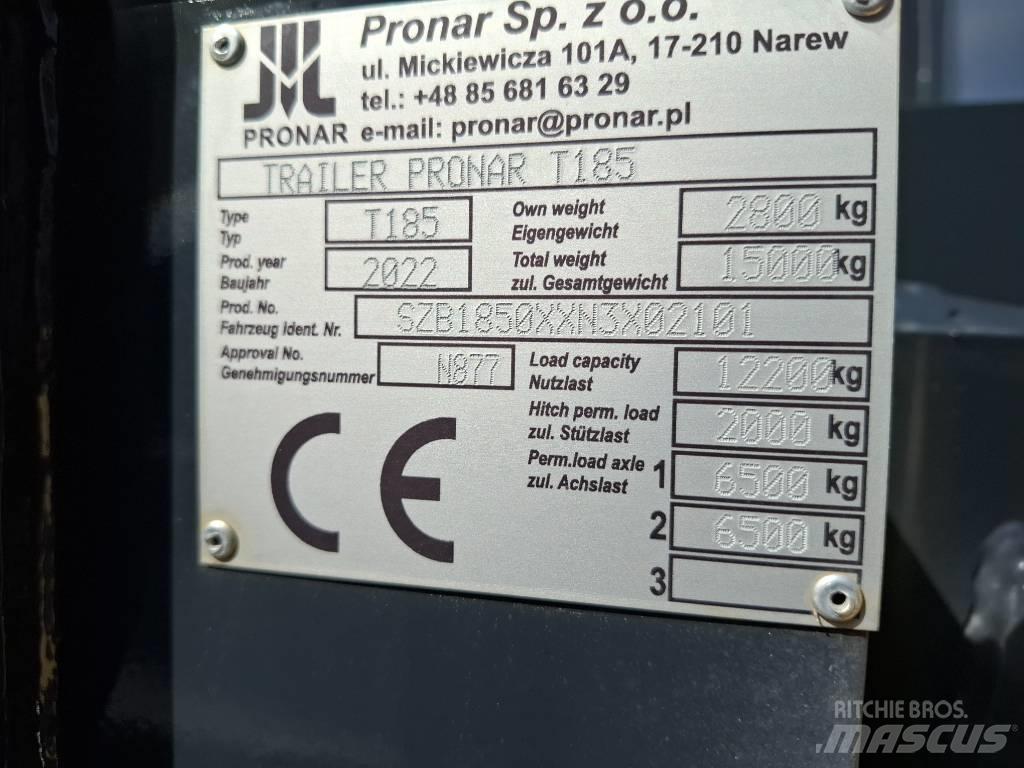 Pronar Sp. z o.o.
ul. Mickiewicza 101A, 17-210 Narew
tel.: +48 85 681 63 29
PRONAR e-mail: pronar@pronar.pl
TRAILER PRONAR T185
Type
Typ T185
Own weight
Eigengewicht 2800 kg
Prod. year
Baujahr 2022
Total weight
zul. Gesamtgewicht 15000 kg
Prod. No.
Fahrzeug Ident. Nr. SZB1850XXN3X02101
Approval No.
Genehmigungsnummer N877
Load capacity
Nutzlast 12200 kg
Hitch perm. load
zul. Stützlast 2000 kg
Perm.load axle
zul. Achslast 1 6500 kg
2 6500 kg
3
CE
RITCHIE BROS.
MASCUS